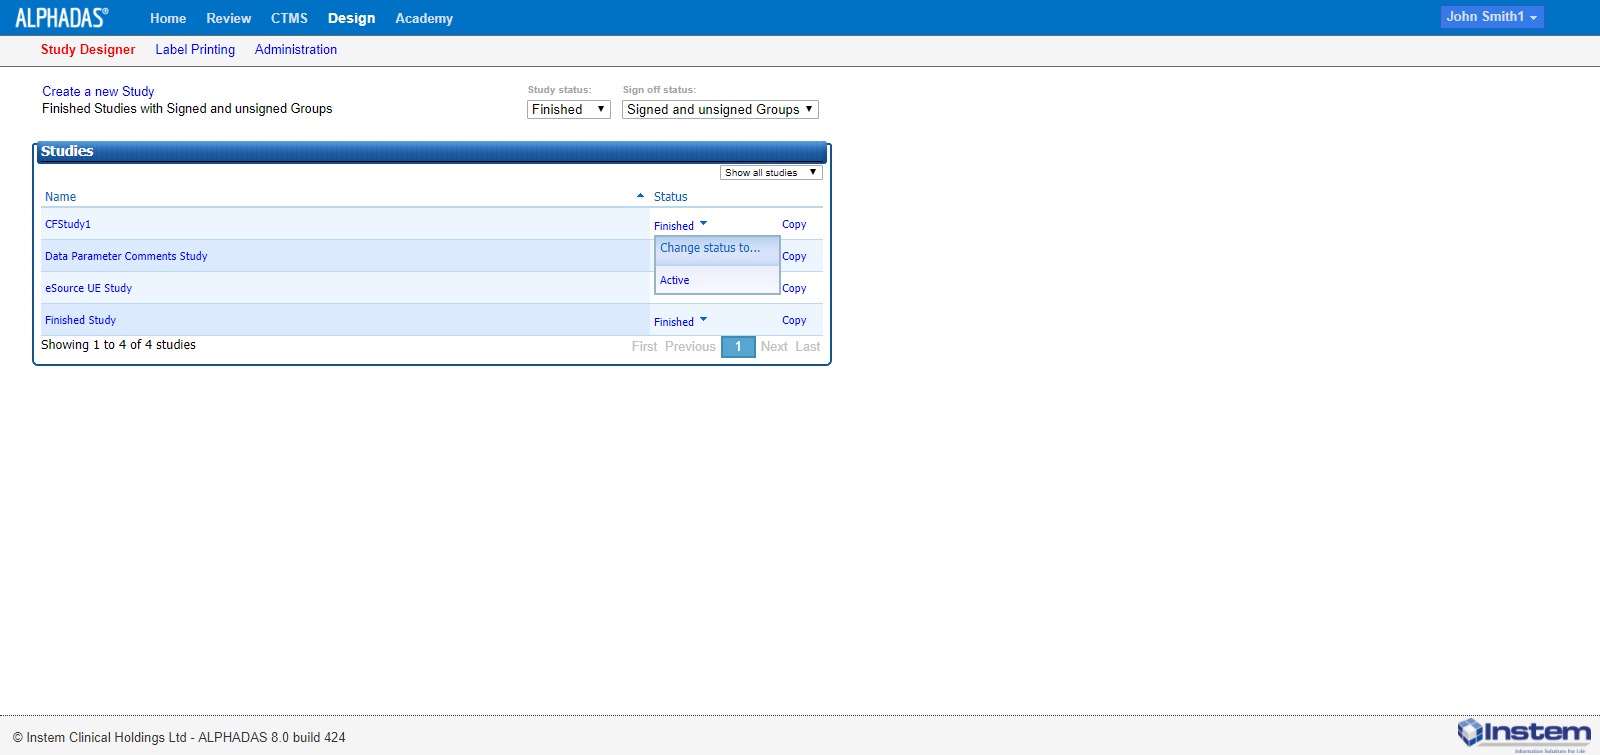 ALPHADAS® Home Review CTMS Design Academy John Smith1
Study Designer Label Printing Administration
Create a new Study
Finished Studies with Signed and unsigned Groups
Study status: Sign off status:
Finished Signed and unsigned Groups
Studies
Show all studies
Name Status
CFStudy1 Finished Copy
Change status to...
Data Parameter Comments Study Copy
Active
eSource UE Study Copy
Finished Study Finished Copy
Showing 1 to 4 of 4 studies First Previous 1 Next Last
© Instem Clinical Holdings Ltd - ALPHADAS 8.0 build 424
Instem
Information Solutions For Life